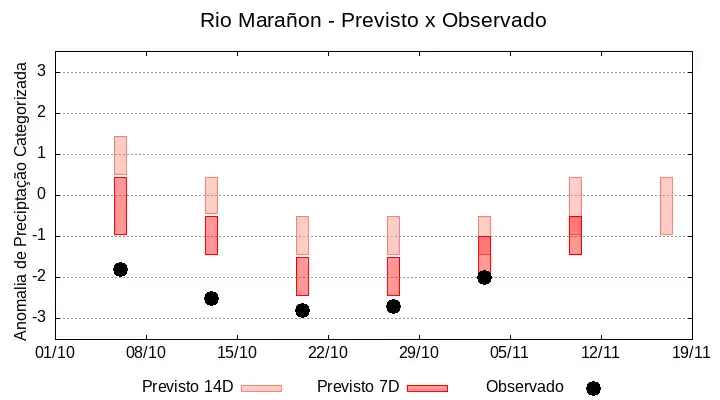 Rio Marañon - Previsto x Observado
Anomalia de Preciptação Categorizada
3
2
1
0
-1
-2
-3
01/10 08/10 15/10 22/10 29/10 05/11 12/11 19/11
Previsto 14D Previsto 7D Observado